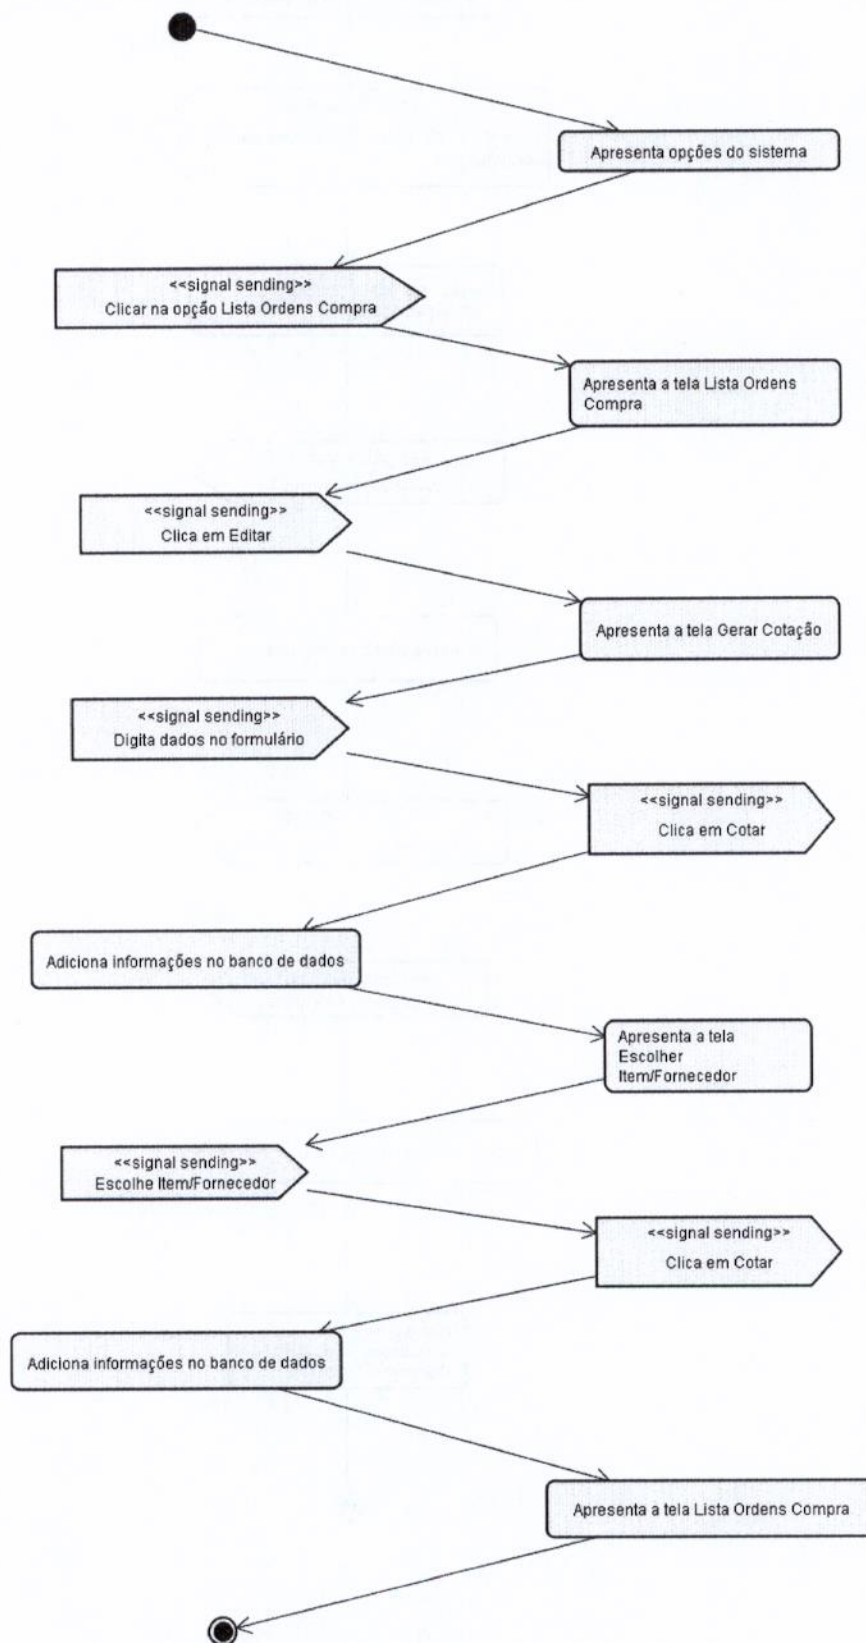 Apresenta opções do sistema
<<signal sending>>
Clicar na opção Lista Ordens Compra
Apresenta a tela Lista Ordens
Compra
<<signal sending>>
Clica em Editar
Apresenta a tela Gerar Cotação
<<signal sending>>
Digita dados no formulário
<<signal sending>>
Clica em Cotar
Adiciona informações no banco de dados
Apresenta a tela
Escolher
Item/Fornecedor
<<signal sending>>
Escolhe Item/Fornecedor
<<signal sending>>
Clica em Cotar
Adiciona informações no banco de dados
Apresenta a tela Lista Ordens Compra